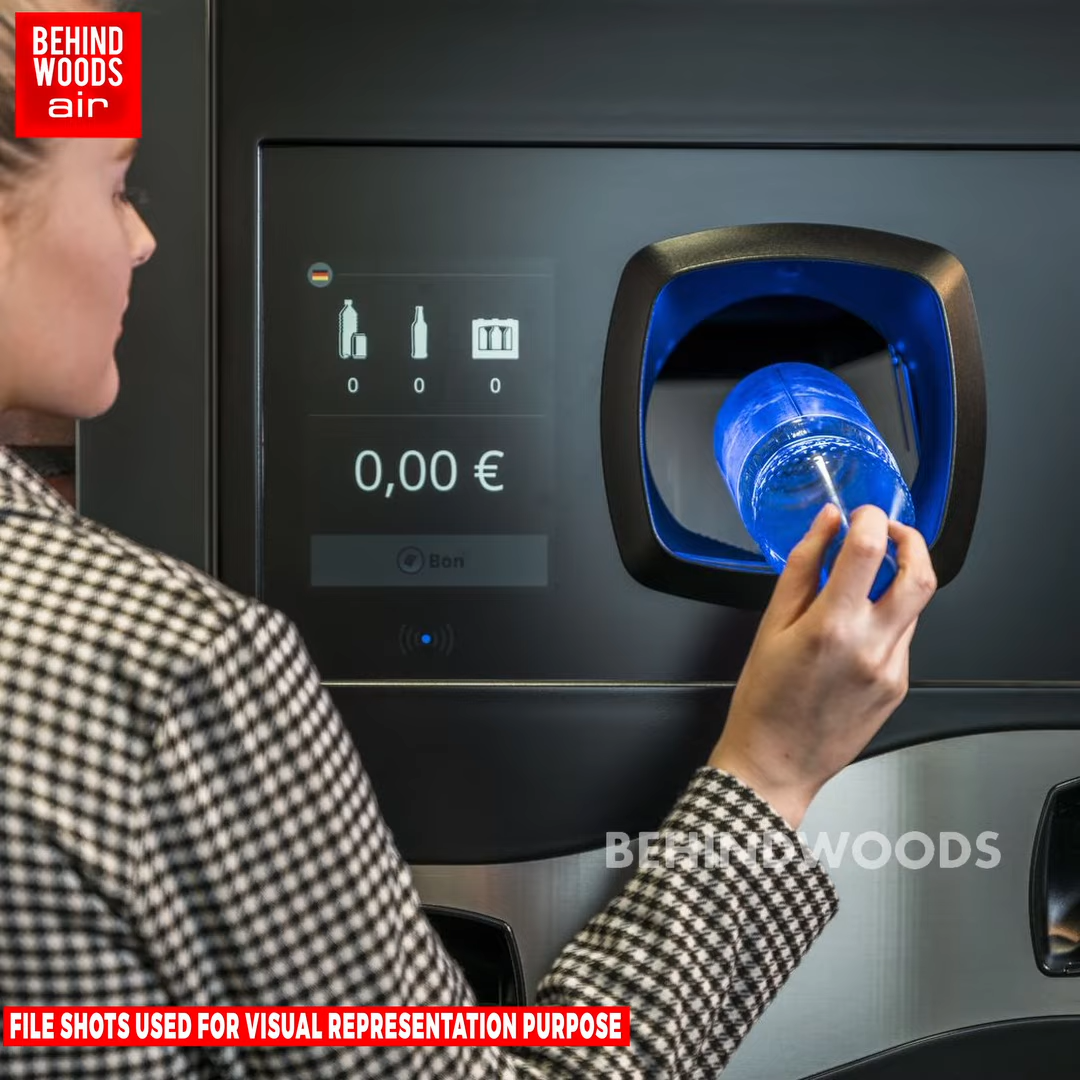 BEHIND
WOODS
air
0 0 0
0,00 €
Bon
BEHINDWOODS
FILE SHOTS USED FOR VISUAL REPRESENTATION PURPOSE